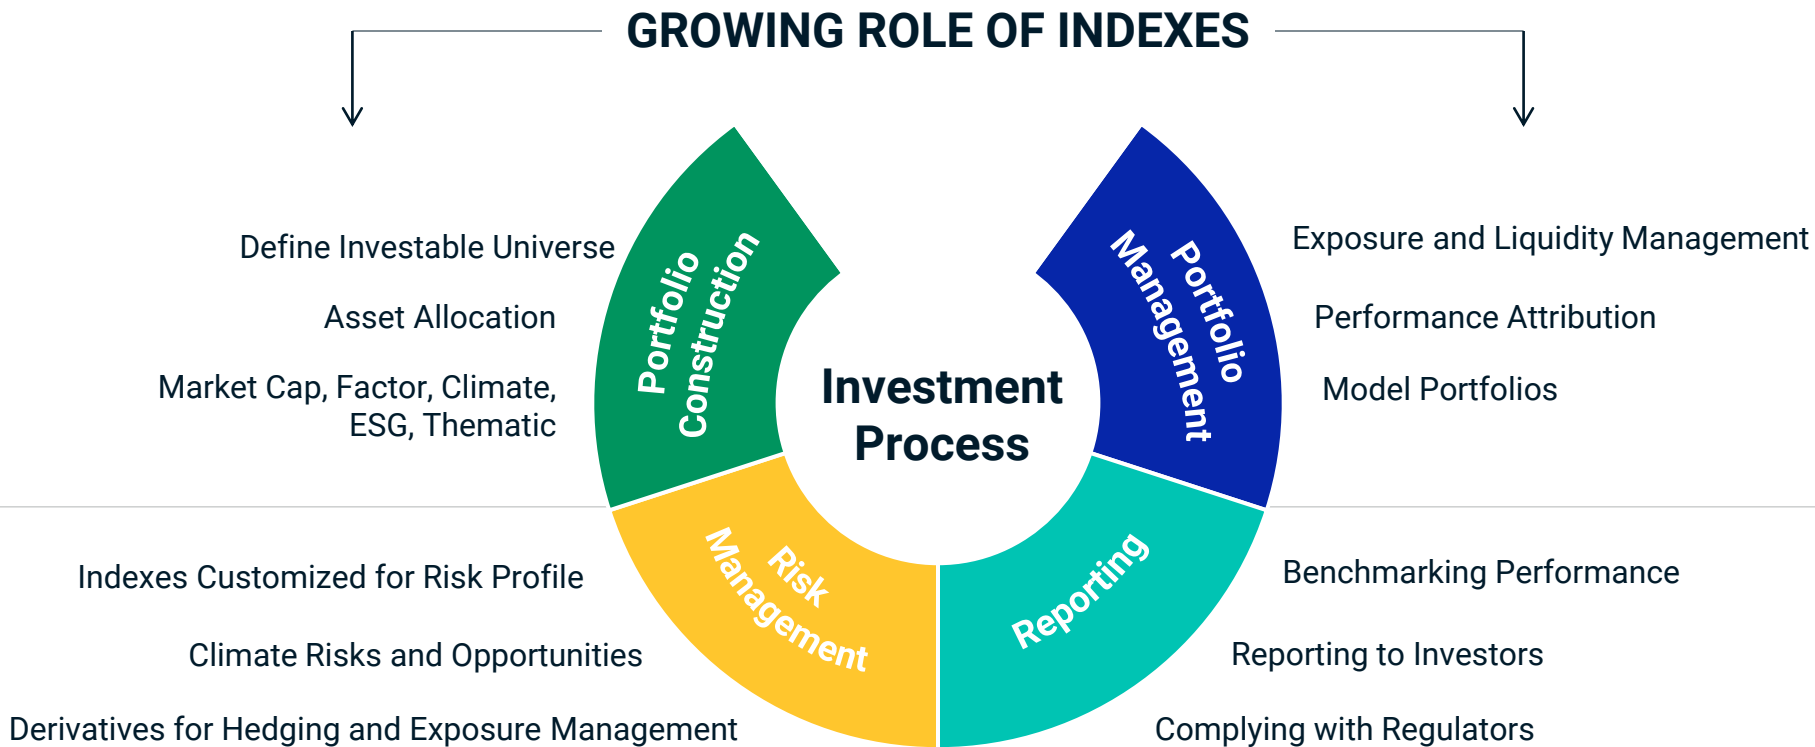 GROWING ROLE OF INDEXES
Define Investable Universe
Asset Allocation
Market Cap, Factor, Climate,
ESG, Thematic
Portfolio
Construction
Investment
Process
Portfolio
Management
Exposure and Liquidity Management
Performance Attribution
Model Portfolios
Indexes Customized for Risk Profile
Climate Risks and Opportunities
Derivatives for Hedging and Exposure Management
Risk
Management
Reporting
Benchmarking Performance
Reporting to Investors
Complying with Regulators